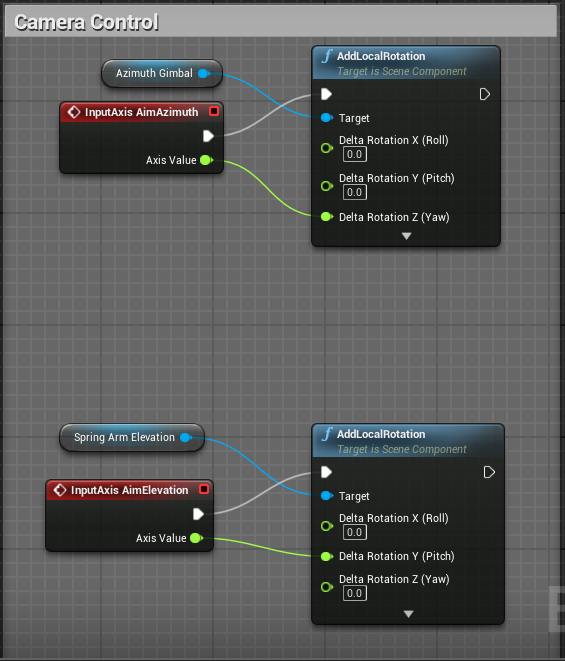 Camera Control
AddLocalRotation
Target is Scene Component
Azimuth Gimbal
InputAxis AimAzimuth
Target
Delta Rotation X (Roll)
0.0
Axis Value
Delta Rotation Y (Pitch)
0.0
Delta Rotation Z (Yaw)
AddLocalRotation
Target is Scene Component
Spring Arm Elevation
InputAxis AimElevation
Target
Delta Rotation X (Roll)
0.0
Axis Value
Delta Rotation Y (Pitch)
Delta Rotation Z (Yaw)
0.0